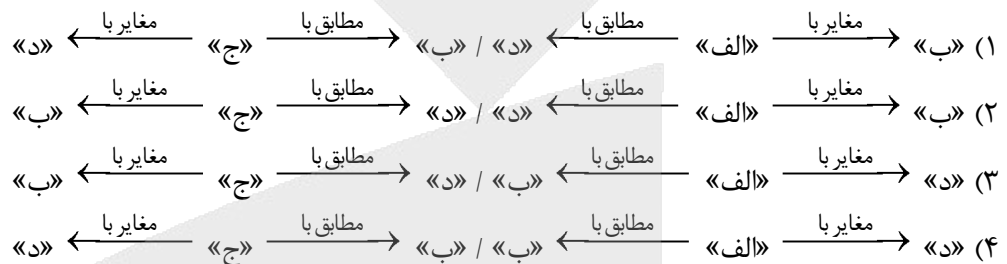 ۱) «ب» ⟵ مغایر با «الف» ⟶ مطابق با «د» / «ب» ⟵ مطابق با «ج» ⟶ مغایر با «د»
۲) «ب» ⟵ مغایر با «الف» ⟶ مطابق با «د» / «د» ⟵ مطابق با «ج» ⟶ مغایر با «ب»
۳) «د» ⟵ مغایر با «الف» ⟶ مطابق با «ب» / «د» ⟵ مطابق با «ج» ⟶ مغایر با «ب»
۴) «د» ⟵ مغایر با «الف» ⟶ مطابق با «ب» / «ب» ⟵ مطابق با «ج» ⟶ مغایر با «د»